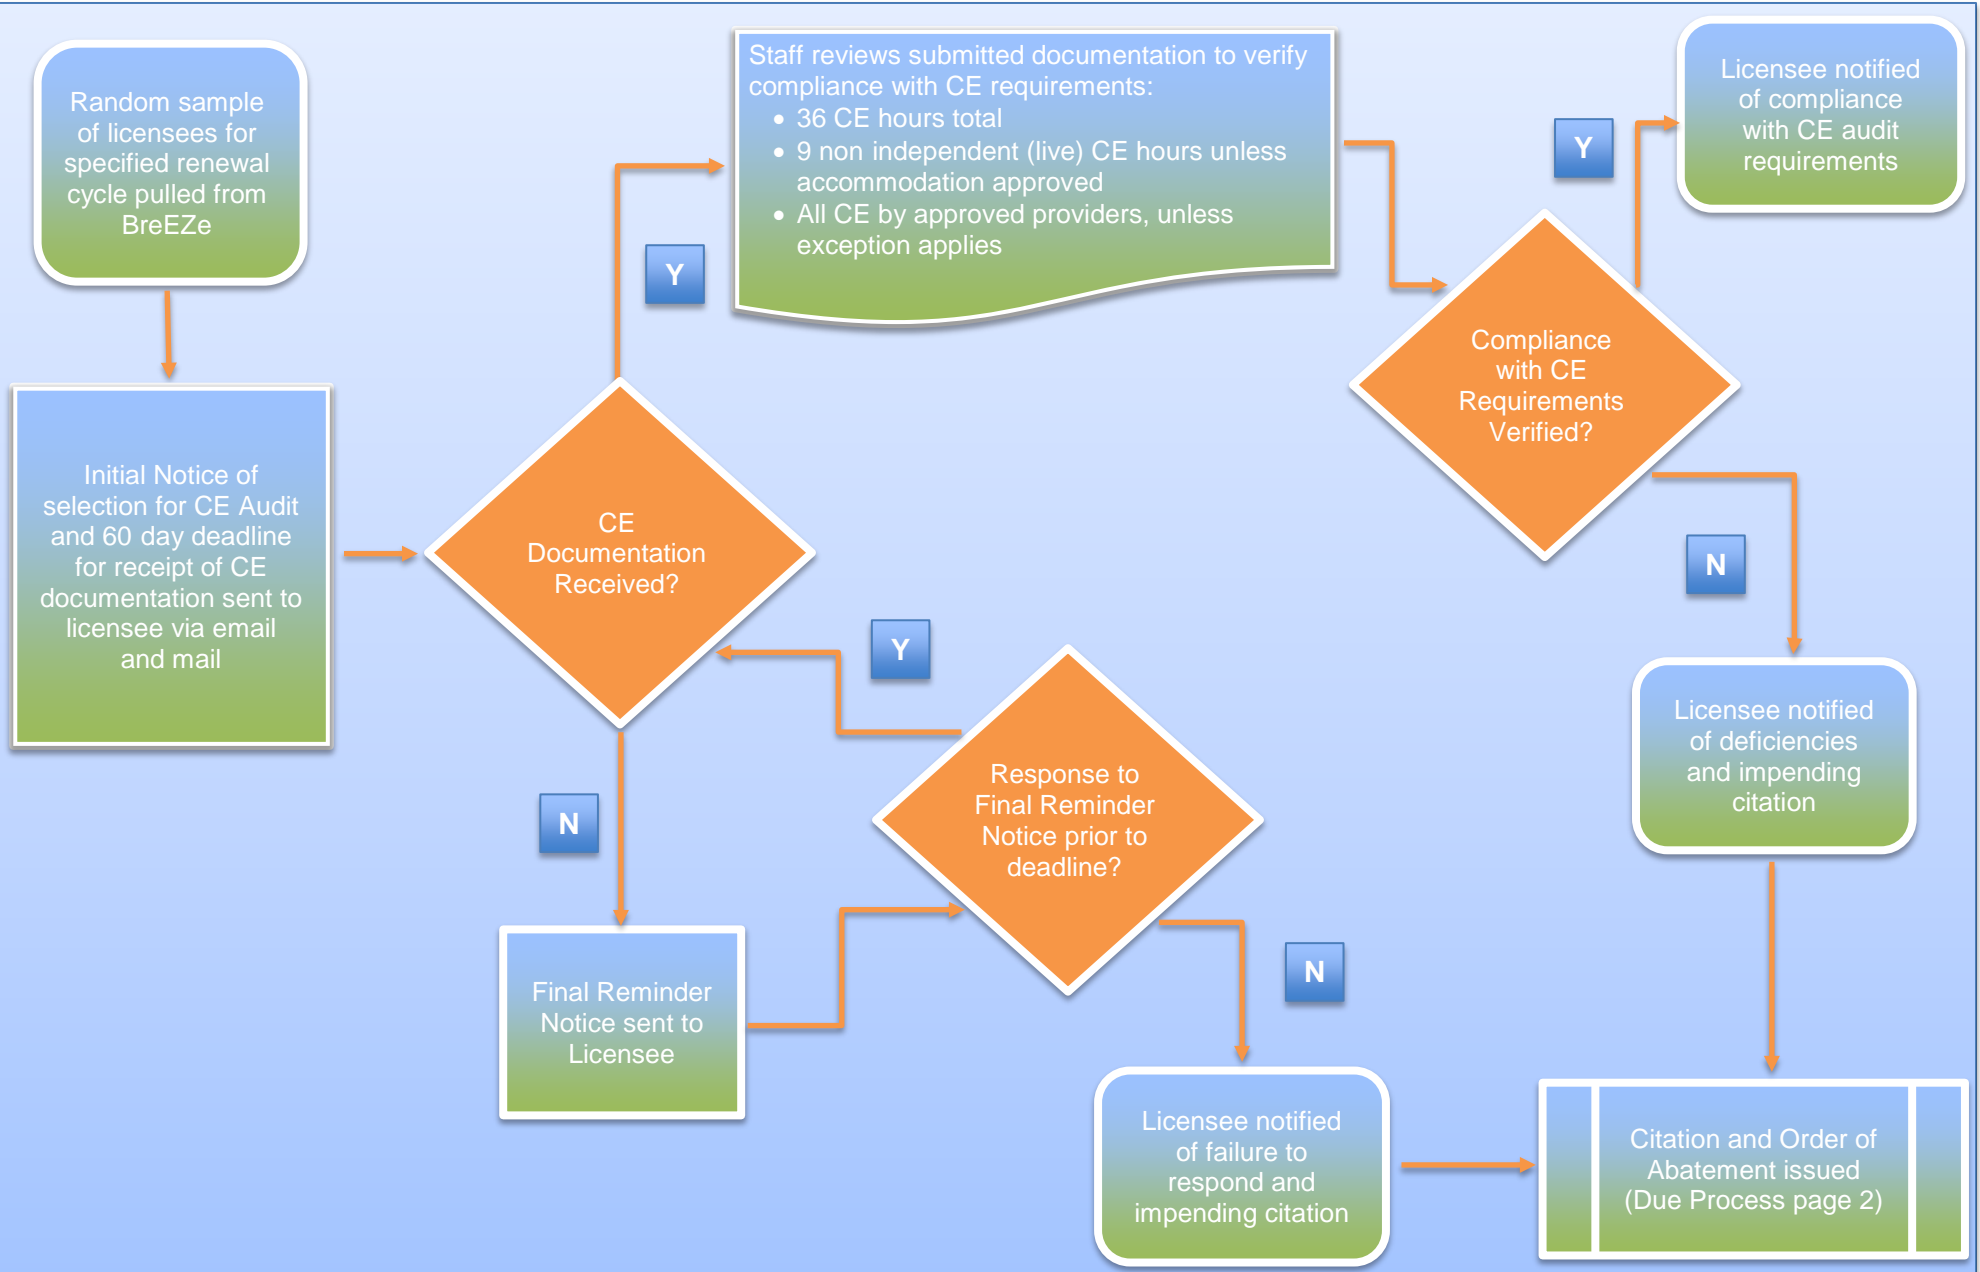 Random sample
of licensees for
specified renewal
cycle pulled from
BreEZe
Initial Notice of
selection for CE Audit
and 60 day deadline
for receipt of CE
documentation sent to
licensee via email
and mail
CE
Documentation
Received?
Y
Staff reviews submitted documentation to verify
compliance with CE requirements:
• 36 CE hours total
• 9 non independent (live) CE hours unless
accommodation approved
• All CE by approved providers, unless
exception applies
Compliance
with CE
Requirements
Verified?
Y
Licensee notified
of compliance
with CE audit
requirements
N
Licensee notified
of deficiencies
and impending
citation
N
Final Reminder
Notice sent to
Licensee
Response to
Final Reminder
Notice prior to
deadline?
Y
N
Licensee notified
of failure to
respond and
impending citation
Citation and Order of
Abatement issued
(Due Process page 2)